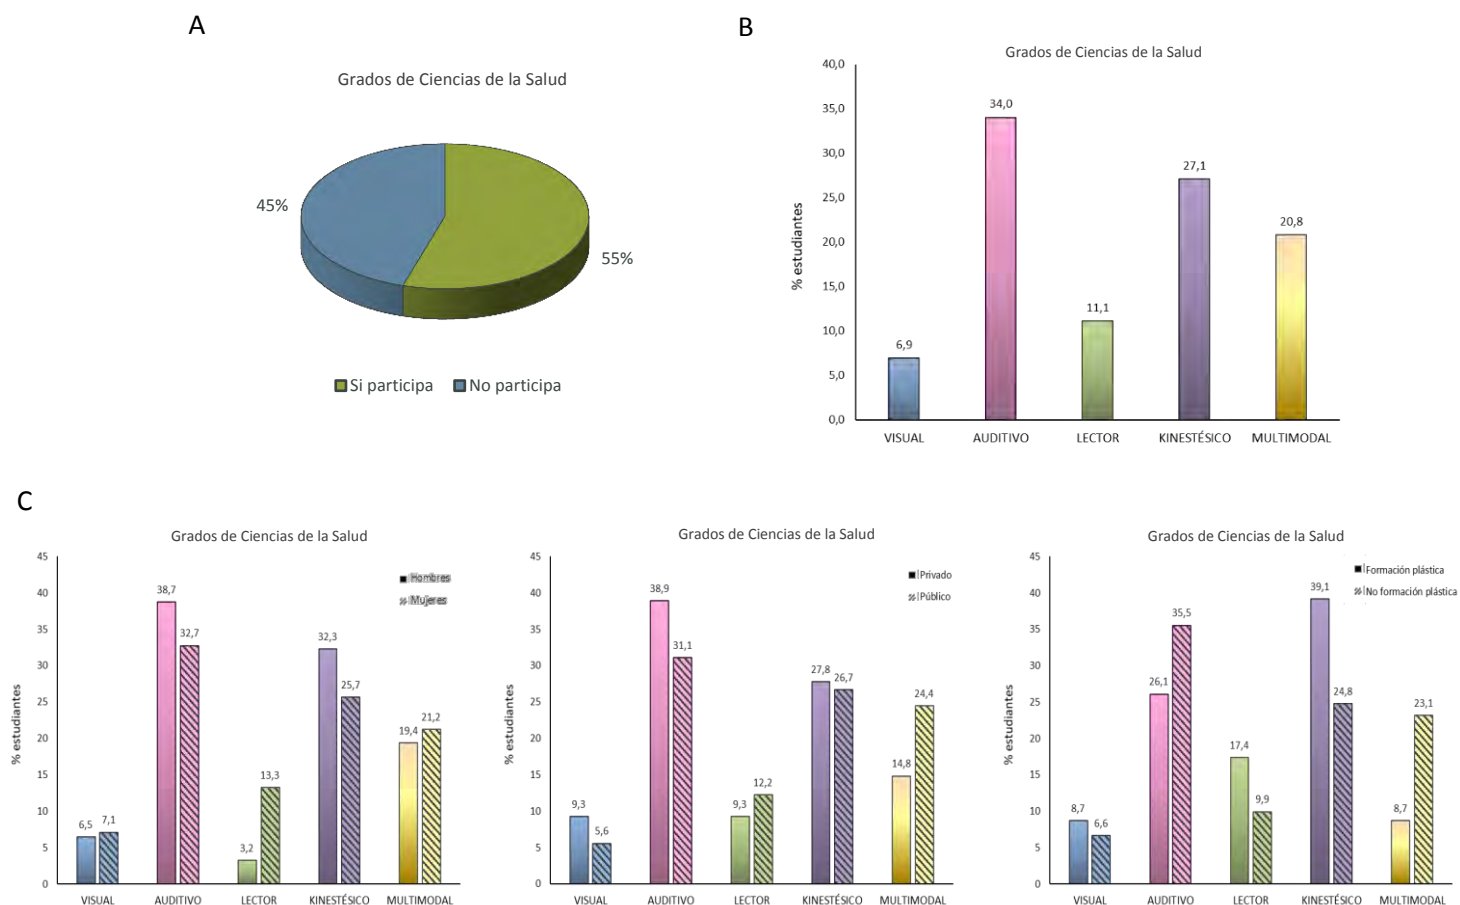 A
Grados de Ciencias de la Salud
45%
55%
Si participa
No participa
B
Grados de Ciencias de la Salud
% estudiantes
40,0
35,0
30,0
25,0
20,0
15,0
10,0
5,0
0,0
6,9
34,0
11,1
27,1
20,8
VISUAL
AUDITIVO
LECTOR
KINESTÉSICO
MULTIMODAL
C
Grados de Ciencias de la Salud
% estudiantes
45
40
35
30
25
20
15
10
5
0
Hombres
Mujeres
6,5
7,1
38,7
32,7
3,2
13,3
32,3
25,7
19,4
21,2
VISUAL
AUDITIVO
LECTOR
KINESTÉSICO
MULTIMODAL
Grados de Ciencias de la Salud
% estudiantes
45
40
35
30
25
20
15
10
5
0
Privado
Público
9,3
5,6
38,9
31,1
9,3
12,2
27,8
26,7
14,8
24,4
VISUAL
AUDITIVO
LECTOR
KINESTÉSICO
MULTIMODAL
Grados de Ciencias de la Salud
% estudiantes
45
40
35
30
25
20
15
10
5
0
Formación plástica
No formación plástica
8,7
6,6
26,1
35,5
17,4
9,9
39,1
24,8
8,7
23,1
VISUAL
AUDITIVO
LECTOR
KINESTÉSICO
MULTIMODAL